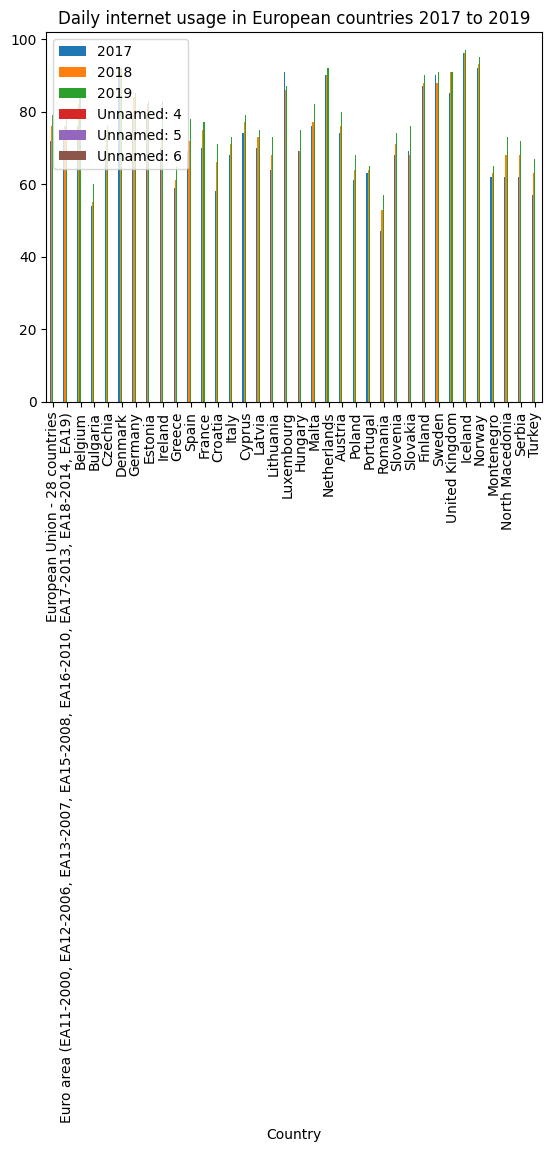 Daily internet usage in European countries 2017 to 2019
100
80
60
40
20
0
2017
2018
2019
Unnamed: 4
Unnamed: 5
Unnamed: 6
European Union - 28 countries
Euro area (EA11-2000, EA12-2006, EA13-2007, EA15-2008, EA16-2010, EA17-2013, EA18-2014, EA19)
Belgium
Bulgaria
Czechia
Denmark
Germany
Estonia
Ireland
Greece
Spain
France
Croatia
Italy
Cyprus
Latvia
Lithuania
Luxembourg
Hungary
Malta
Netherlands
Austria
Poland
Portugal
Romania
Slovenia
Slovakia
Finland
Sweden
United Kingdom
Iceland
Norway
Montenegro
North Macedonia
Serbia
Turkey
Country